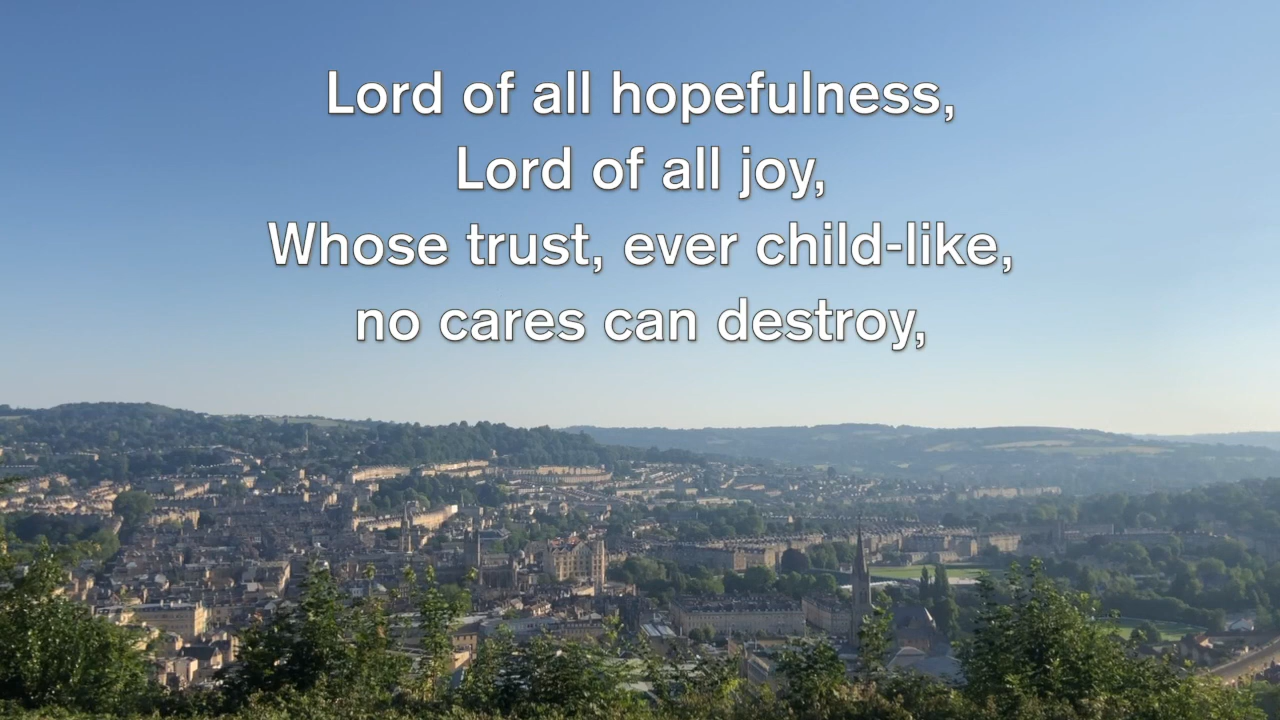 Lord of all hopefulness,
Lord of all joy,
Whose trust, ever child-like,
no cares can destroy,